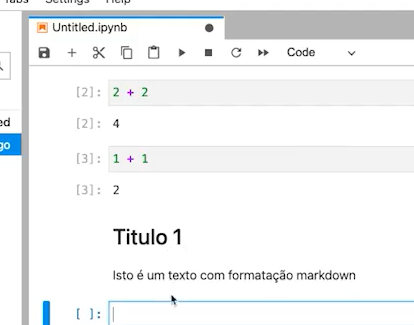 Tabs Settings Help
Untitled.ipynb
Code
ed
go
[2]: 2 + 2
[2]: 4
[3]: 1 + 1
[3]: 2
Titulo 1
Isto é um texto com formatação markdown
[ ]: